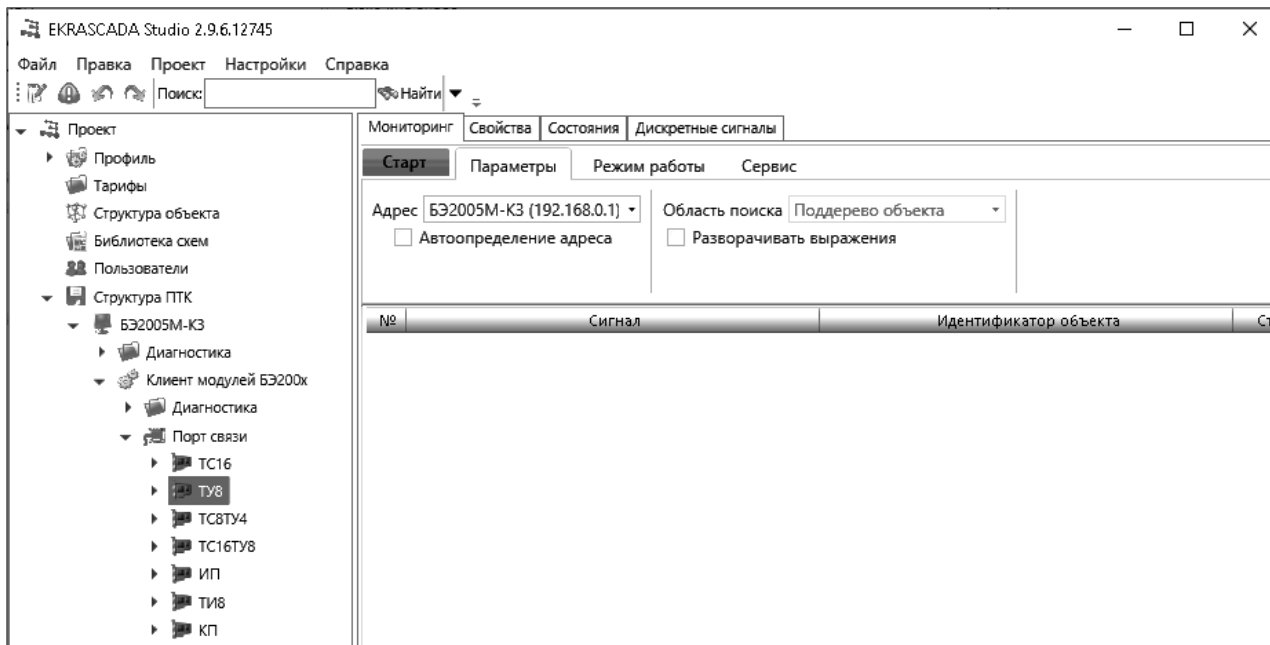 EKRASCADA Studio 2.9.6.12745
Файл Правка Проект Настройки Справка
Поиск: Найти
Проект
Профиль
Тарифы
Структура объекта
Библиотека схем
Пользователи
Структура ПТК
БЭ2005М-К3
Диагностика
Клиент модулей БЭ200х
Диагностика
Порт связи
ТС16
ТУ8
ТС8ТУ4
ТС16ТУ8
ИП
ТИ8
КП
Мониторинг Свойства Состояния Дискретные сигналы
Старт Параметры Режим работы Сервис
Адрес БЭ2005М-К3 (192.168.0.1) Область поиска Поддерево объекта
Автоопределение адреса Разворачивать выражения
№ Сигнал Идентификатор объекта Ст